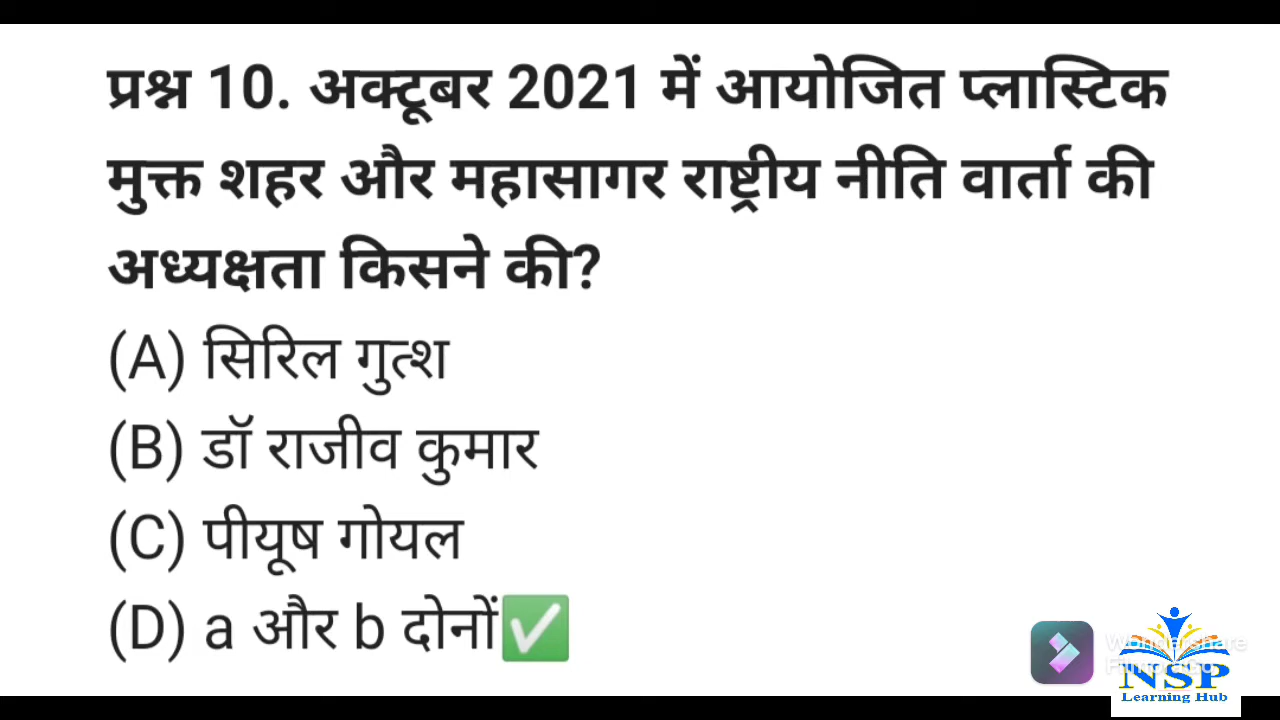 प्रश्न 10. अक्टूबर 2021 में आयोजित प्लास्टिक
मुक्त शहर और महासागर राष्ट्रीय नीति वार्ता की
अध्यक्षता किसने की?
(A) सिरिल गुत्श
(B) डॉ राजीव कुमार
(C) पीयूष गोयल
(D) a और b दोनों✅
Wondershare
NSP
Learning Hub